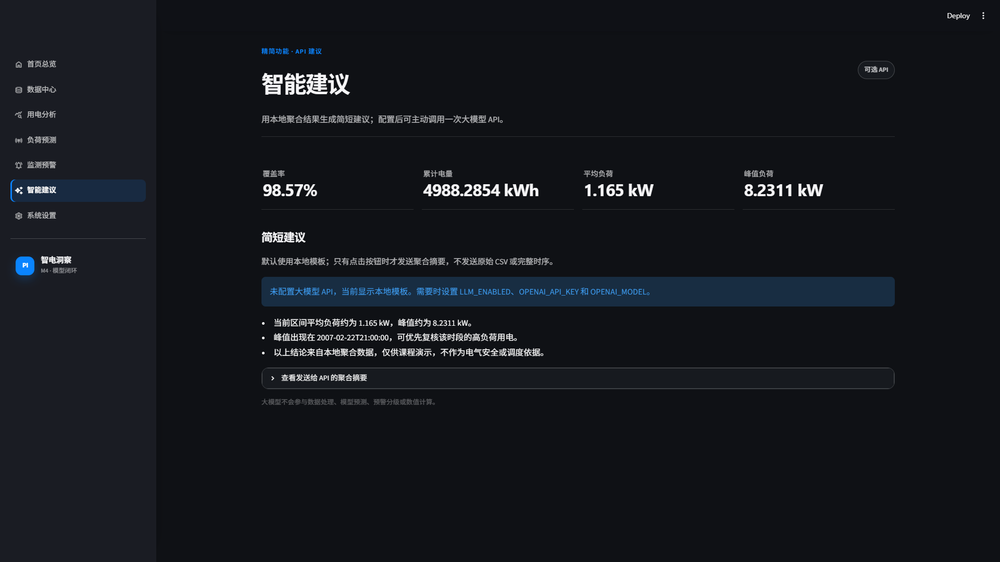 Deploy
首页总览
数据中心
用电分析
负荷预测
监测预警
智能建议
系统设置
PI
智电洞察
M4 · 模型闭环
精简功能 · API 建议
智能建议
可选 API
用本地聚合结果生成简短建议；配置后可主动调用一次大模型 API。
覆盖率
98.57%
累计电量
4988.2854 kWh
平均负荷
1.165 kW
峰值负荷
8.2311 kW
简短建议
默认使用本地模板；只有点击按钮时才发送聚合摘要，不发送原始 CSV 或完整时序。
未配置大模型 API，当前显示本地模板。需要时设置 LLM_ENABLED、OPENAI_API_KEY 和 OPENAI_MODEL。
• 当前区间平均负荷约为 1.165 kW，峰值约为 8.2311 kW。
• 峰值出现在 2007-02-22T21:00:00，可优先复核该时段的高负荷用电。
• 以上结论来自本地聚合数据，仅供课程演示，不作为电气安全或调度依据。
查看发送给 API 的聚合摘要
大模型不会参与数据处理、模型预测、预警分级或数值计算。